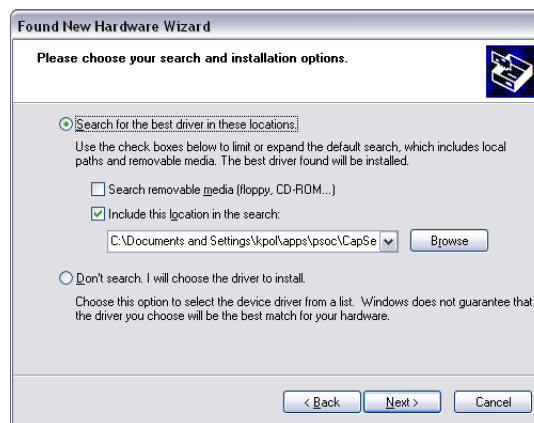 Found New Hardware Wizard
Please choose your search and installation options.
Search for the best driver in these locations.
Use the check boxes below to limit or expand the default search, which includes local
paths and removable media. The best driver found will be installed.
Search removable media (floppy, CD-ROM...)
Include this location in the search:
C:\Documents and Settings\kpol\apps\psoc\CapSe
Browse
Don't search. I will choose the driver to install.
Choose this option to select the device driver from a list. Windows does not guarantee that
the driver you choose will be the best match for your hardware.
< Back Next > Cancel